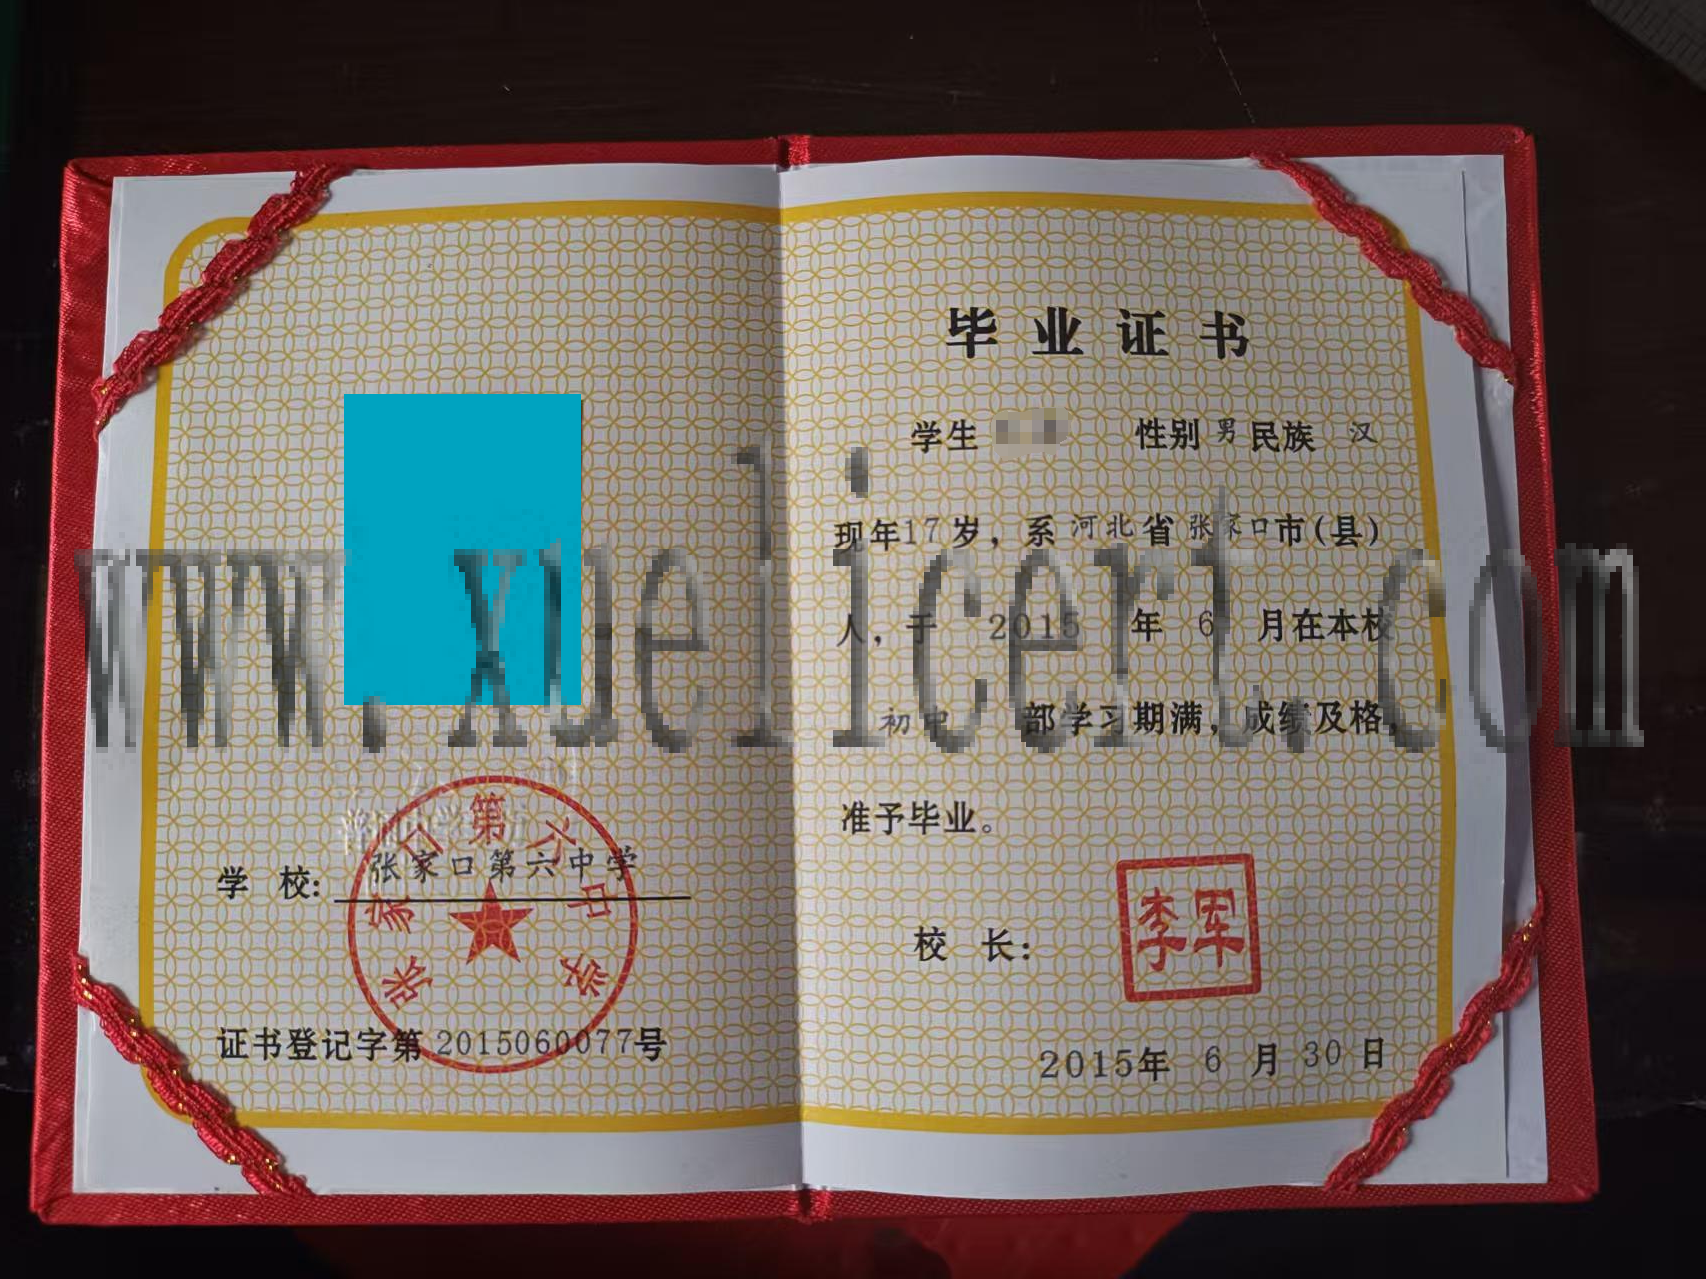 毕业证书
学生 性别 男 民族 汉
现年17岁，系 河北省 张家口市(县)
人，于 2015 年 6 月在本校
初中 部学习期满，成绩及格，
准予毕业。
学 校: 张家口第六中学
校 长: 李军
证书登记字第 2015060077号
2015年 6 月 30 日
张家口第六中学
www.xuelicert.com